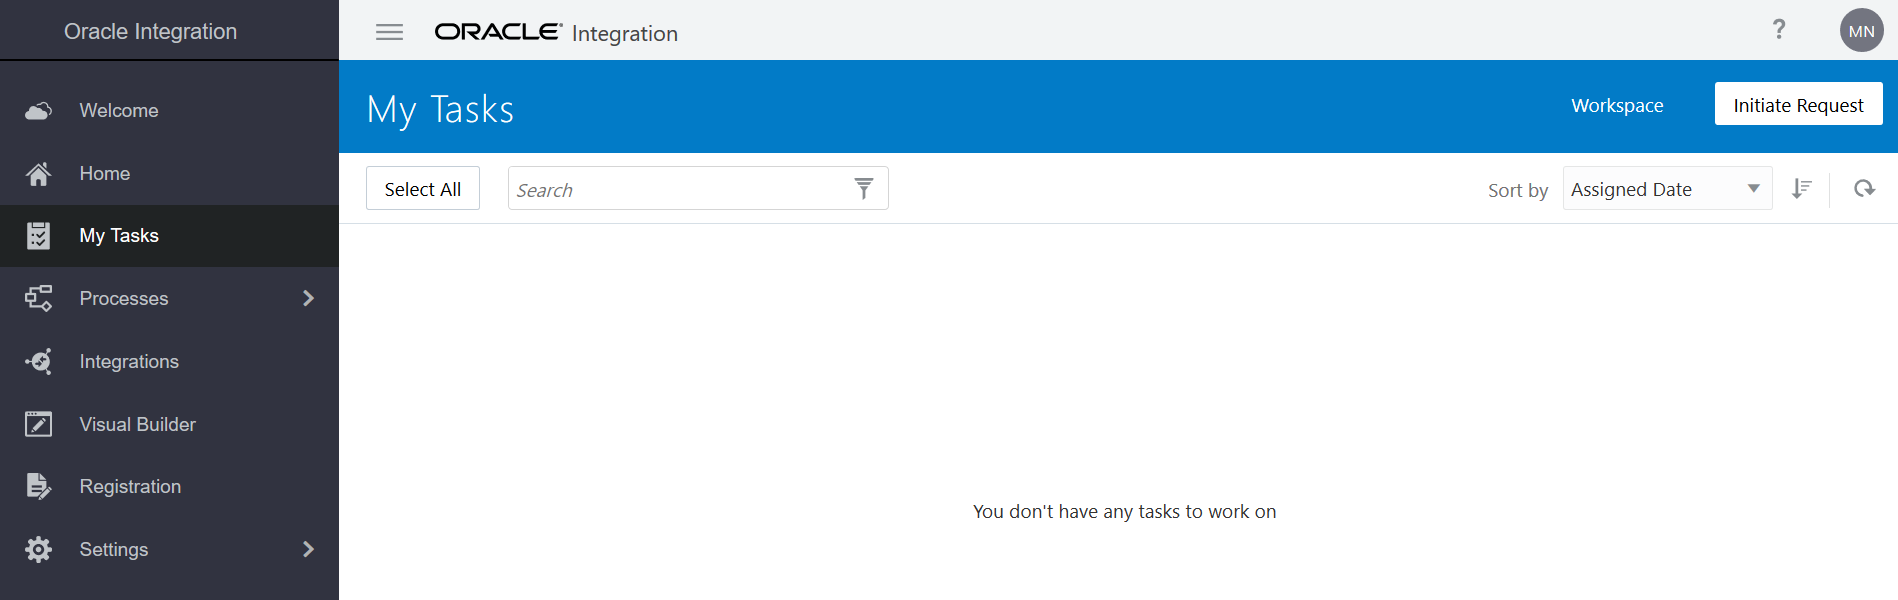 Oracle Integration
ORACLE Integration
?
MN
Welcome
Home
My Tasks
Processes
Integrations
Visual Builder
Registration
Settings
My Tasks
Workspace
Initiate Request
Select All
Search
Sort by
Assigned Date
You don't have any tasks to work on